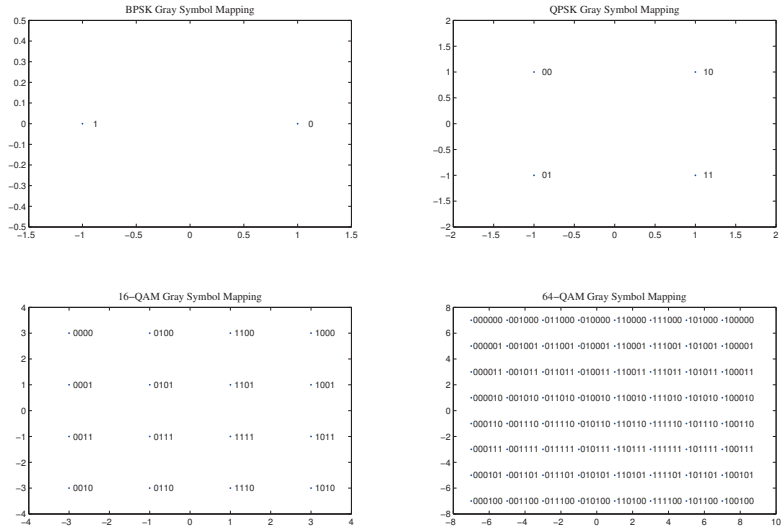 BPSK Gray Symbol Mapping
0.5
0.4
0.3
0.2
0.1
0
−0.1
−0.2
−0.3
−0.4
−0.5
1
0
−1.5 −1 −0.5 0 0.5 1 1.5
QPSK Gray Symbol Mapping
2
1.5
1
0.5
0
−0.5
−1
−1.5
−2
00 10
01 11
−2 −1.5 −1 −0.5 0 0.5 1 1.5 2
16−QAM Gray Symbol Mapping
4
3
2
1
0
−1
−2
−3
−4
0000 0100 1100 1000
0001 0101 1101 1001
0011 0111 1111 1011
0010 0110 1110 1010
−4 −3 −2 −1 0 1 2 3 4
64−QAM Gray Symbol Mapping
8
6
4
2
0
−2
−4
−6
−8
000000 001000 011000 010000 110000 111000 101000 100000
000001 001001 011001 010001 110001 111001 101001 100001
000011 001011 011011 010011 110011 111011 101011 100011
000010 001010 011010 010010 110010 111010 101010 100010
000110 001110 011110 010110 110110 111110 101110 100110
000111 001111 011111 010111 110111 111111 101111 100111
000101 001101 011101 010101 110101 111101 101101 100101
000100 001100 011100 010100 110100 111100 101100 100100
−8 −6 −4 −2 0 2 4 6 8 10